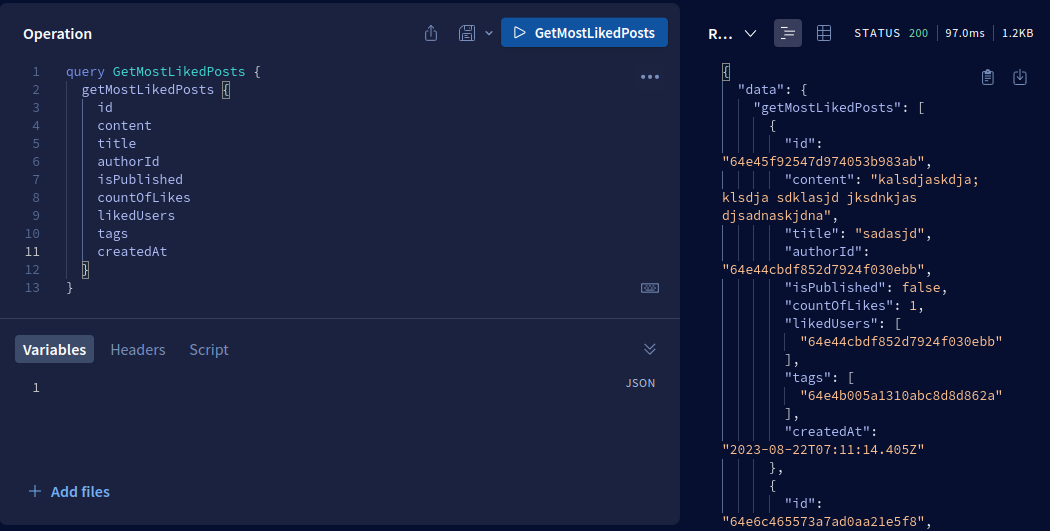 Operation
GetMostLikedPosts
1 query GetMostLikedPosts {
2 getMostLikedPosts {
3 id
4 content
5 title
6 authorId
7 isPublished
8 countOfLikes
9 likedUsers
10 tags
11 createdAt
12 }
13 }
Variables Headers Script
1
JSON
+ Add files
R... STATUS 200 97.0ms 1.2KB
{
"data": {
"getMostLikedPosts": [
{
"id":
"64e45f92547d974053b983ab",
"content": "kalsdjaskdja;
klsdja sdklasjd jksdnkjas
djsadnaskjdna",
"title": "sadasjd",
"authorId":
"64e44cbdf852d7924f030ebb",
"isPublished": false,
"countOfLikes": 1,
"likedUsers": [
"64e44cbdf852d7924f030ebb"
],
"tags": [
"64e4b005a1310abc8d8d862a"
],
"createdAt":
"2023-08-22T07:11:14.405Z"
},
{
"id":
"64e6c465573a7ad0aa21e5f8",